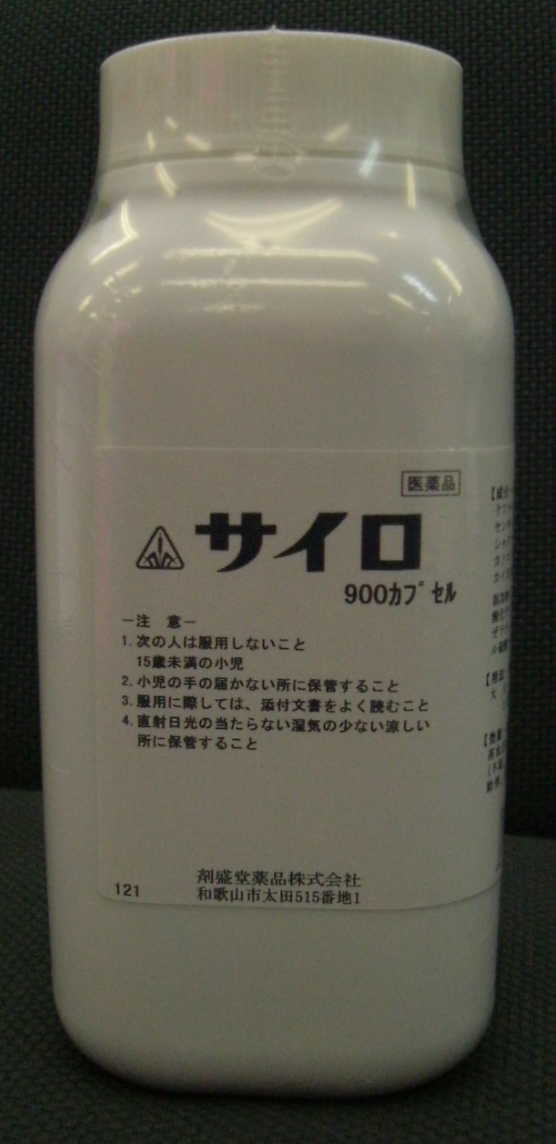 医薬品
サイロ
900カプセル
－注　意－
1. 次の人は服用しないこと
15歳未満の小児
2. 小児の手の届かない所に保管すること
3. 服用に際しては、添付文書をよく読むこと
4. 直射日光の当たらない湿気の少ない涼しい
所に保管すること
121
剤盛堂薬品株式会社
和歌山市太田515番地1